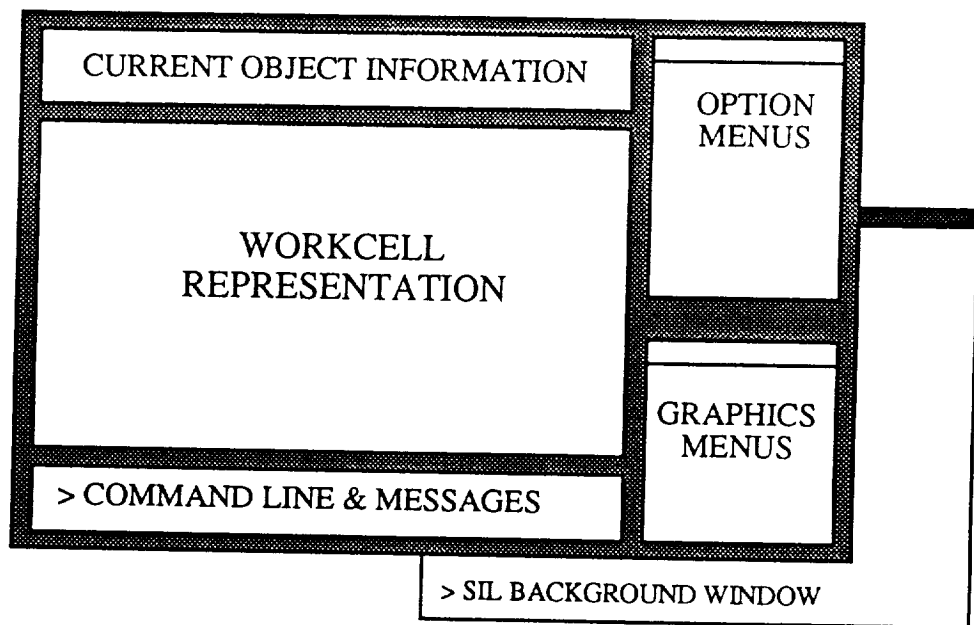 CURRENT OBJECT INFORMATION
OPTION
MENUS
WORKCELL
REPRESENTATION
GRAPHICS
MENUS
> COMMAND LINE & MESSAGES
> SIL BACKGROUND WINDOW